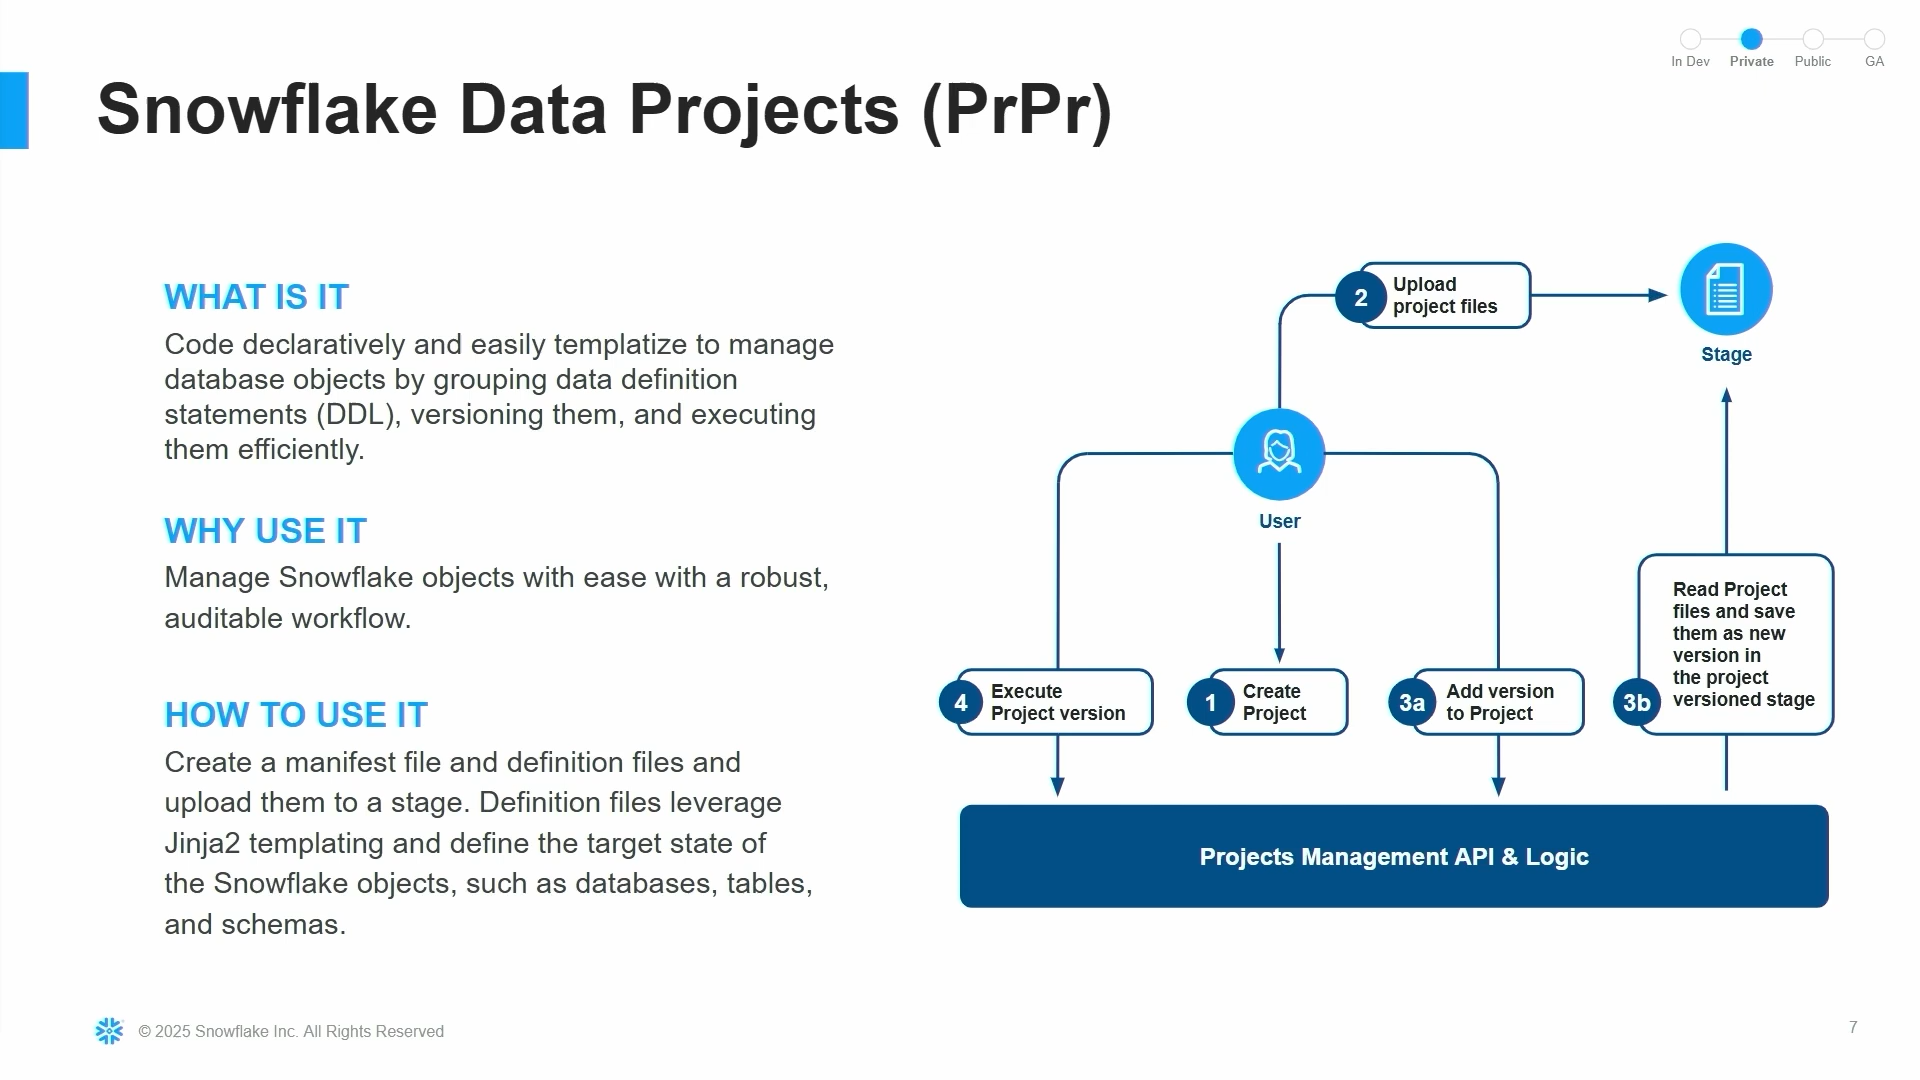 In Dev
Private
Public
GA
Snowflake Data Projects (PrPr)
WHAT IS IT
Code declaratively and easily templatize to manage
database objects by grouping data definition
statements (DDL), versioning them, and executing
them efficiently.
WHY USE IT
Manage Snowflake objects with ease with a robust,
auditable workflow.
HOW TO USE IT
Create a manifest file and definition files and
upload them to a stage. Definition files leverage
Jinja2 templating and define the target state of
the Snowflake objects, such as databases, tables,
and schemas.
2
Upload
project files
Stage
User
4
Execute
Project version
1
Create
Project
3a
Add version
to Project
3b
Read Project
files and save
them as new
version in
the project
versioned stage
Projects Management API & Logic
© 2025 Snowflake Inc. All Rights Reserved
7